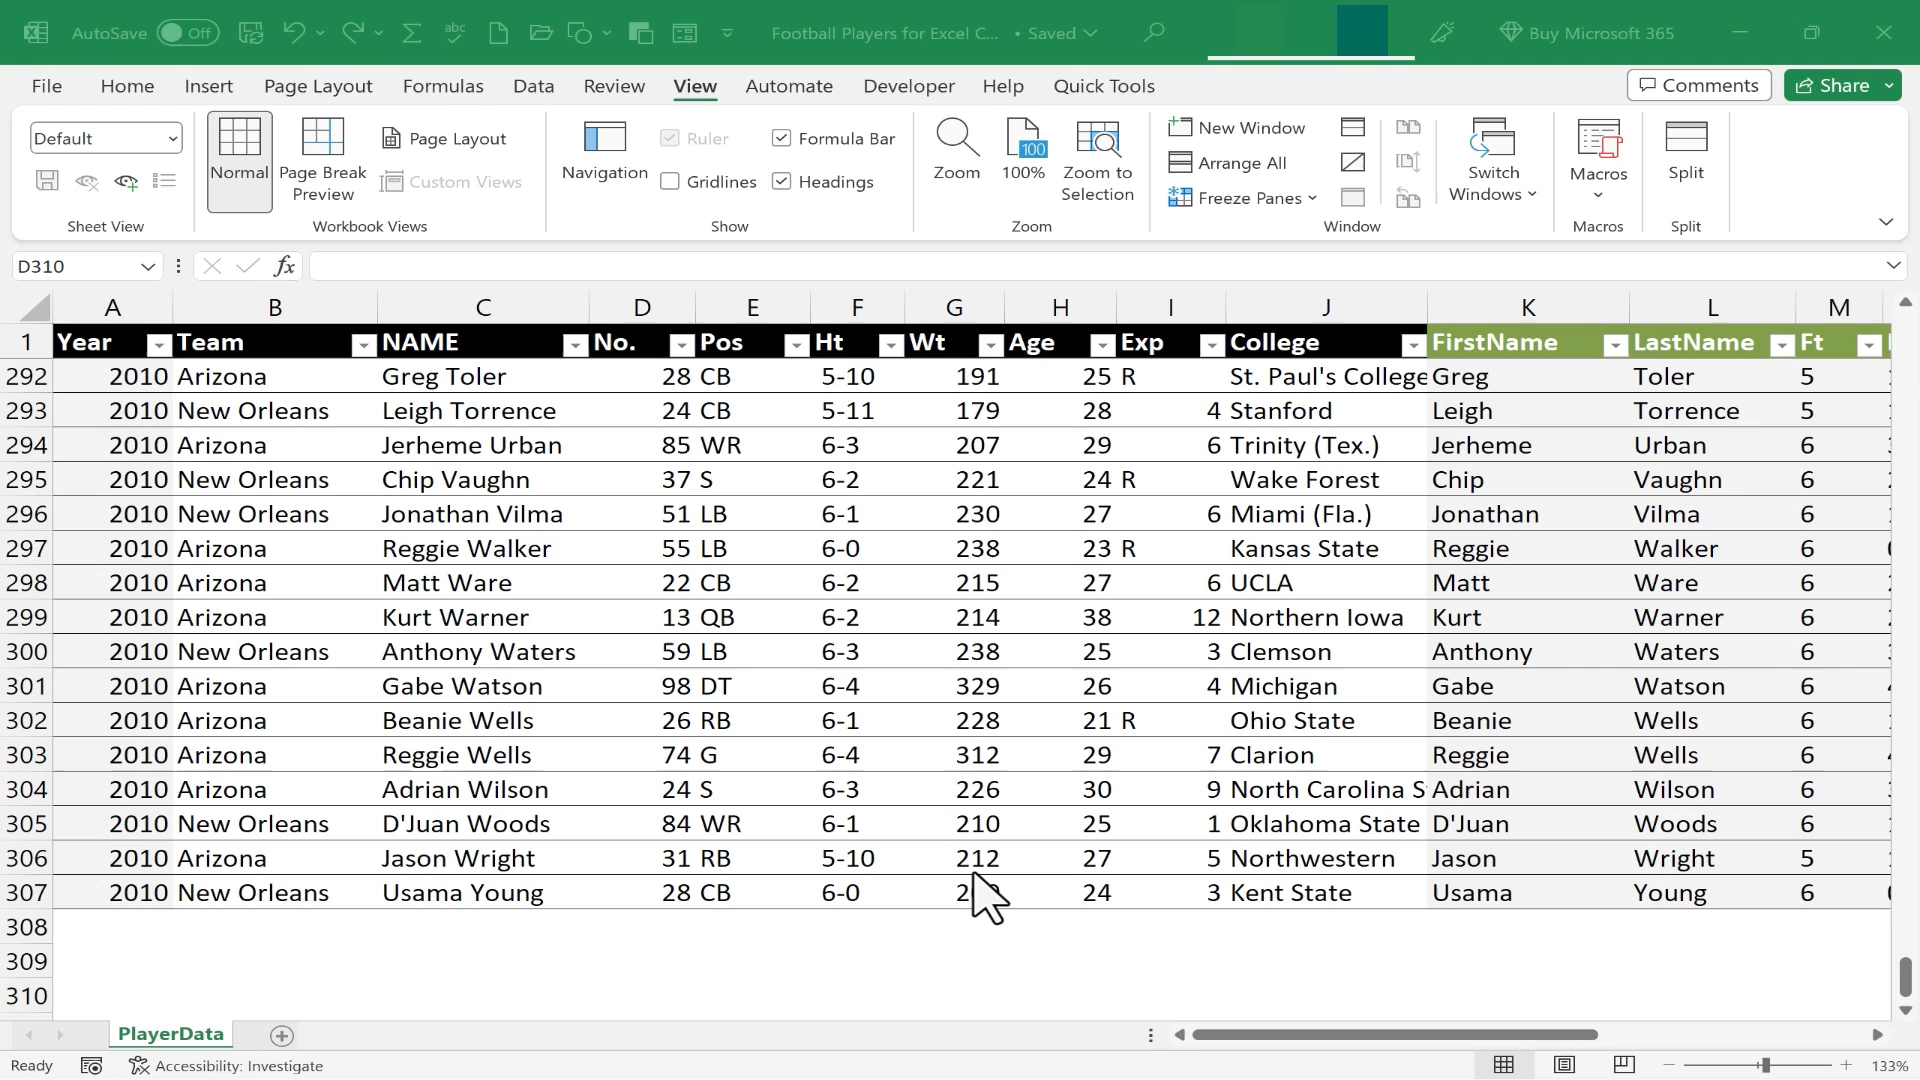 AutoSave Off Football Players for Excel C... • Saved Buy Microsoft 365
File Home Insert Page Layout Formulas Data Review View Automate Developer Help Quick Tools Comments Share
Default
Normal
Page Break Preview
Page Layout
Custom Views
Navigation
Ruler Formula Bar
Gridlines Headings
Zoom 100% Zoom to Selection
100
New Window
Arrange All
Freeze Panes
Switch Windows
Macros
Split
Sheet View Workbook Views Show Zoom Window Macros Split
D310 fx
A B C D E F G H I J K L M
1 Year Team NAME No. Pos Ht Wt Age Exp College FirstName LastName Ft
292 2010 Arizona Greg Toler 28 CB 5-10 191 25 R St. Paul's College Greg Toler 5
293 2010 New Orleans Leigh Torrence 24 CB 5-11 179 28 4 Stanford Leigh Torrence 5
294 2010 Arizona Jerheme Urban 85 WR 6-3 207 29 6 Trinity (Tex.) Jerheme Urban 6
295 2010 New Orleans Chip Vaughn 37 S 6-2 221 24 R Wake Forest Chip Vaughn 6
296 2010 New Orleans Jonathan Vilma 51 LB 6-1 230 27 6 Miami (Fla.) Jonathan Vilma 6
297 2010 Arizona Reggie Walker 55 LB 6-0 238 23 R Kansas State Reggie Walker 6
298 2010 Arizona Matt Ware 22 CB 6-2 215 27 6 UCLA Matt Ware 6
299 2010 Arizona Kurt Warner 13 QB 6-2 214 38 12 Northern Iowa Kurt Warner 6
300 2010 New Orleans Anthony Waters 59 LB 6-3 238 25 3 Clemson Anthony Waters 6
301 2010 Arizona Gabe Watson 98 DT 6-4 329 26 4 Michigan Gabe Watson 6
302 2010 Arizona Beanie Wells 26 RB 6-1 228 21 R Ohio State Beanie Wells 6
303 2010 Arizona Reggie Wells 74 G 6-4 312 29 7 Clarion Reggie Wells 6
304 2010 Arizona Adrian Wilson 24 S 6-3 226 30 9 North Carolina S Adrian Wilson 6
305 2010 New Orleans D'Juan Woods 84 WR 6-1 210 25 1 Oklahoma State D'Juan Woods 6
306 2010 Arizona Jason Wright 31 RB 5-10 212 27 5 Northwestern Jason Wright 5
307 2010 New Orleans Usama Young 28 CB 6-0 24 3 Kent State Usama Young 6
308
309
310
PlayerData
Ready Accessibility: Investigate 133%